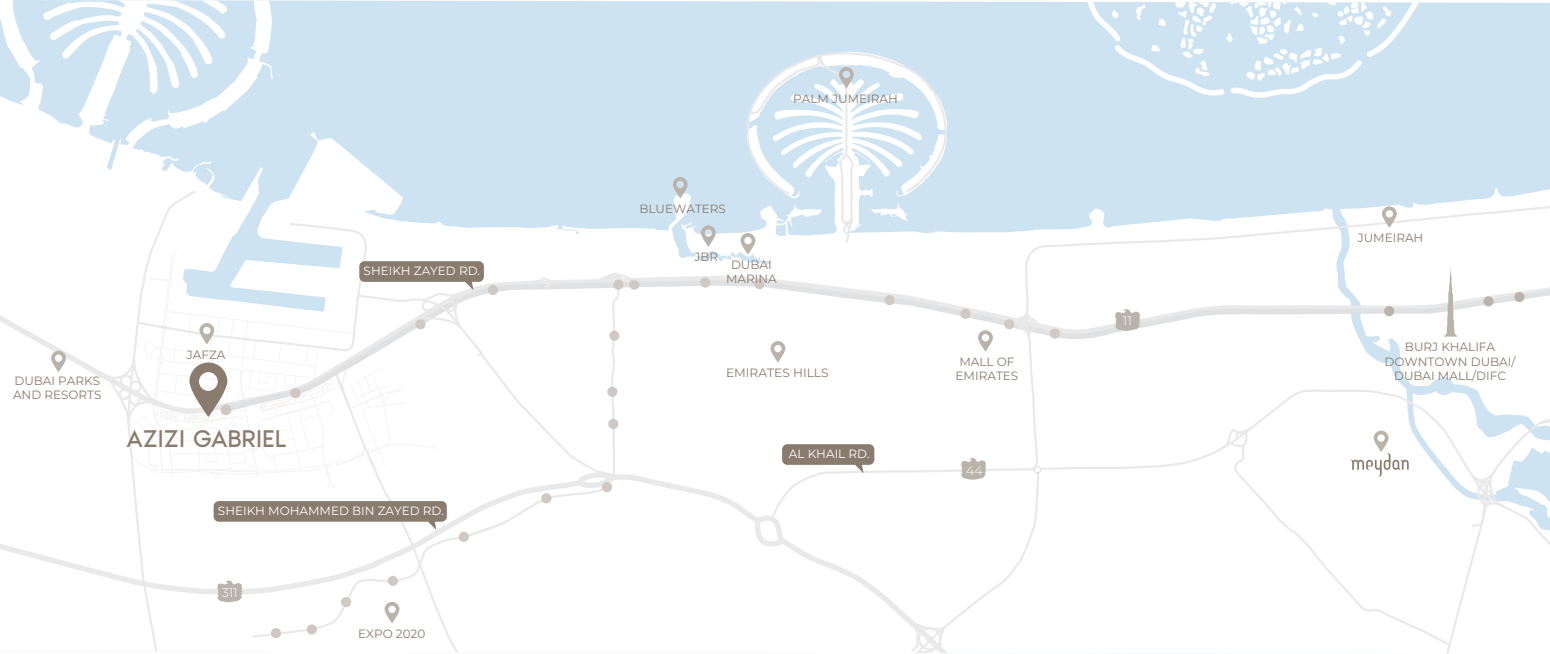 PALM JUMEIRAH
BLUEWATERS
JBR
DUBAI
MARINA
JUMEIRAH
SHEIKH ZAYED RD.
11
JAFZA
DUBAI PARKS
AND RESORTS
AZIZI GABRIEL
EMIRATES HILLS
MALL OF
EMIRATES
BURJ KHALIFA
DOWNTOWN DUBAI/
DUBAI MALL/DIFC
AL KHAIL RD.
44
meydan
SHEIKH MOHAMMED BIN ZAYED RD.
311
EXPO 2020